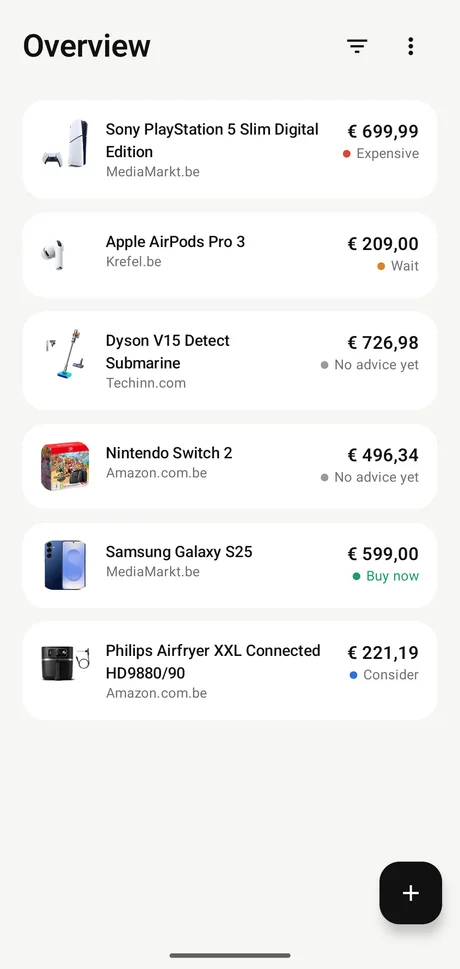 Overview
Sony PlayStation 5 Slim Digital
Edition
MediaMarkt.be
€ 699,99
Expensive
Apple AirPods Pro 3
Krefel.be
€ 209,00
Wait
Dyson V15 Detect
Submarine
Techinn.com
€ 726,98
No advice yet
Nintendo Switch 2
Amazon.com.be
€ 496,34
No advice yet
Samsung Galaxy S25
MediaMarkt.be
€ 599,00
Buy now
Philips Airfryer XXL Connected
HD9880/90
Amazon.com.be
€ 221,19
Consider